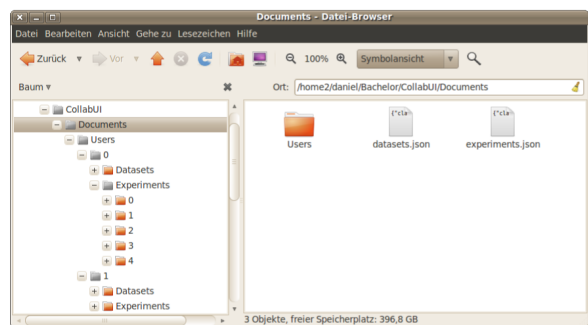 Documents - Datei-Browser
Datei Bearbeiten Ansicht Gehe zu Lesezeichen Hilfe
Zurück Vor 100% Symbolansicht
Baum Ort: /home2/daniel/Bachelor/CollabUI/Documents
CollabUI
Documents
Users
0
Datasets
Experiments
0
1
2
3
4
1
Datasets
Experiments
{"cla
{"cla
Users datasets.json experiments.json
3 Objekte, freier Speicherplatz: 396,8 GB